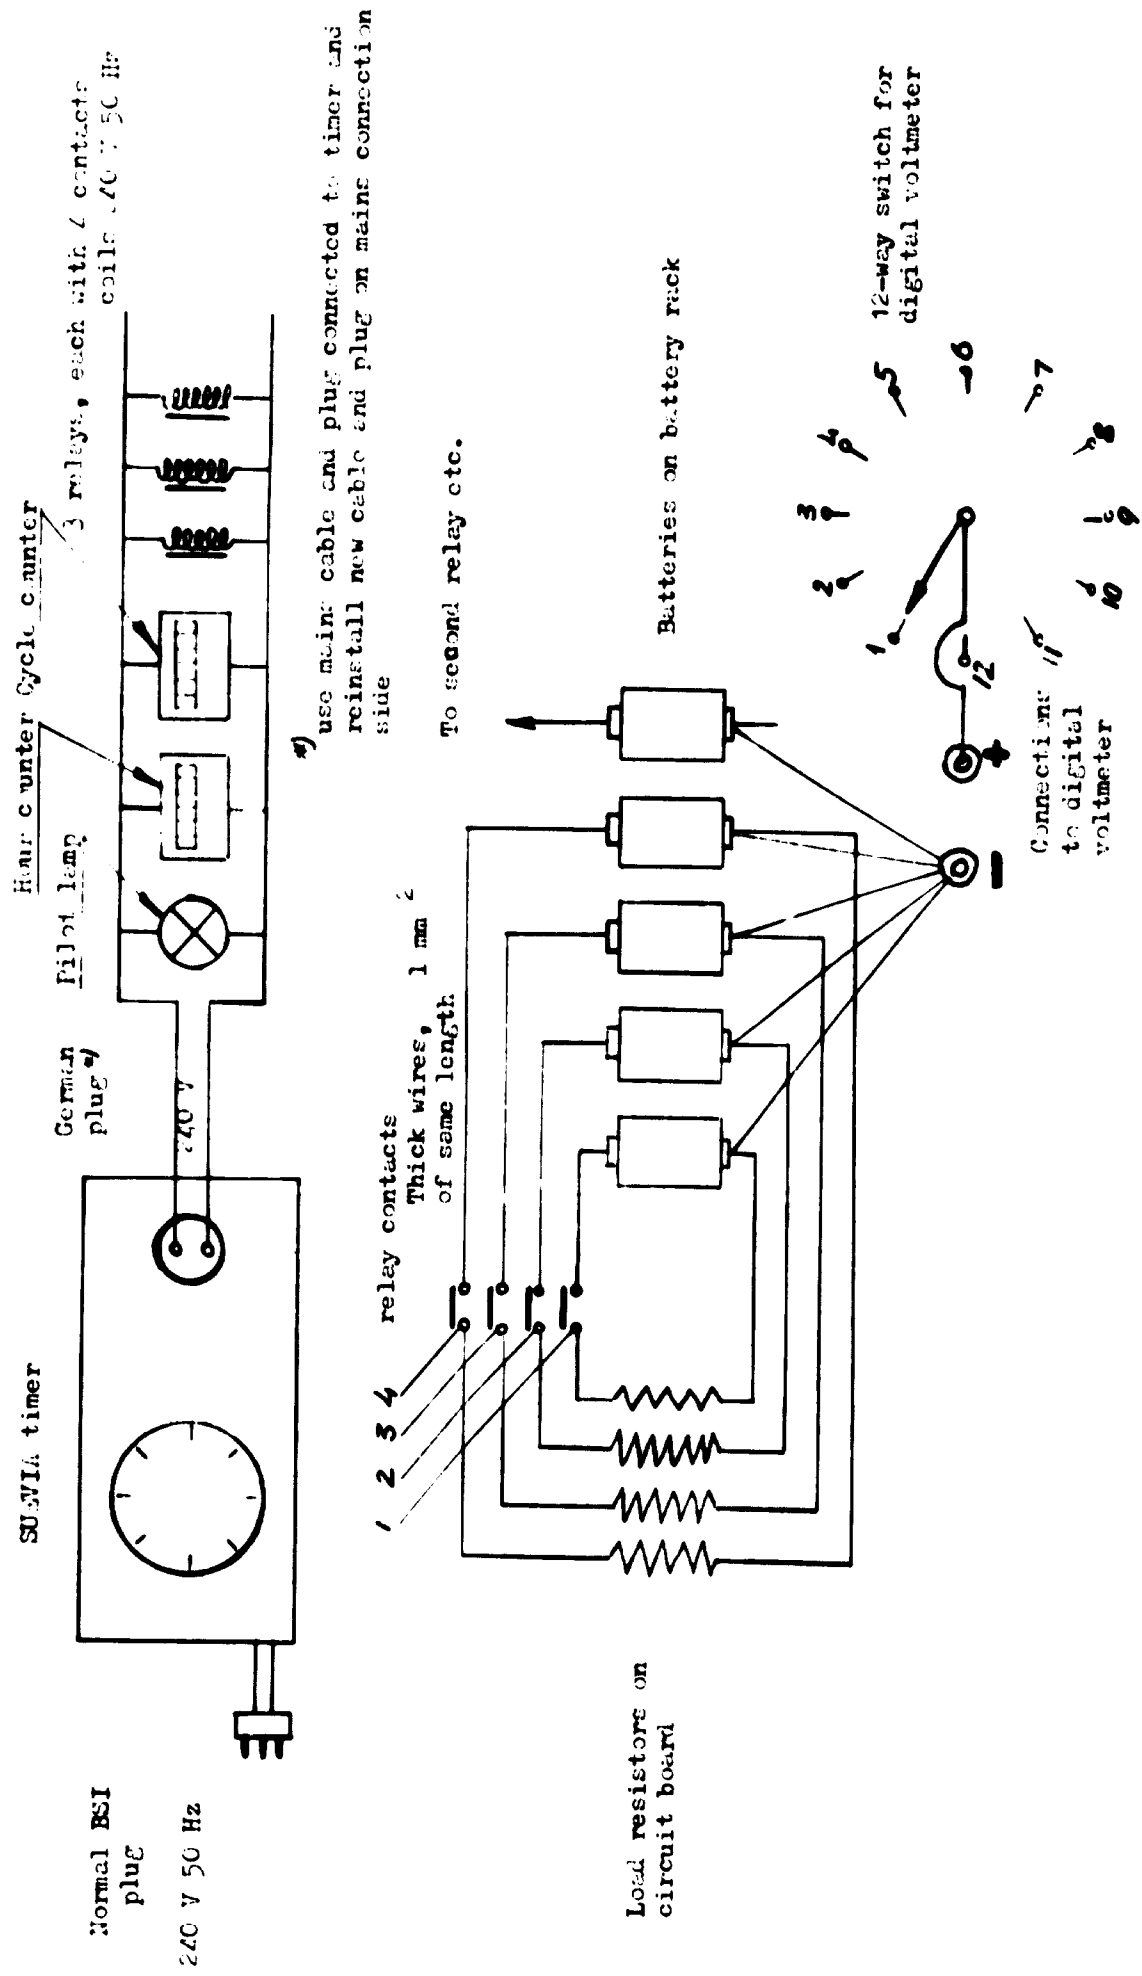 Normal BSI
plug
240 V 50 Hz
SUEVIA timer
German
plug *)
240 V
Pilot lamp
Hour counter
Cycle counter
3 relays, each with 4 contacts
coils 240 V 50 Hz
*) use mains cable and plug connected to timer and
reinstall new cable and plug on mains connection
side
relay contacts
Thick wires, 1 mm 2
of same length
To second relay etc.
1
2
3
4
Load resistors on
circuit board
Batteries on battery rack
12-way switch for
digital voltmeter
1
2
3
4
5
6
7
8
9
10
11
12
+
-
Connections
to digital
voltmeter